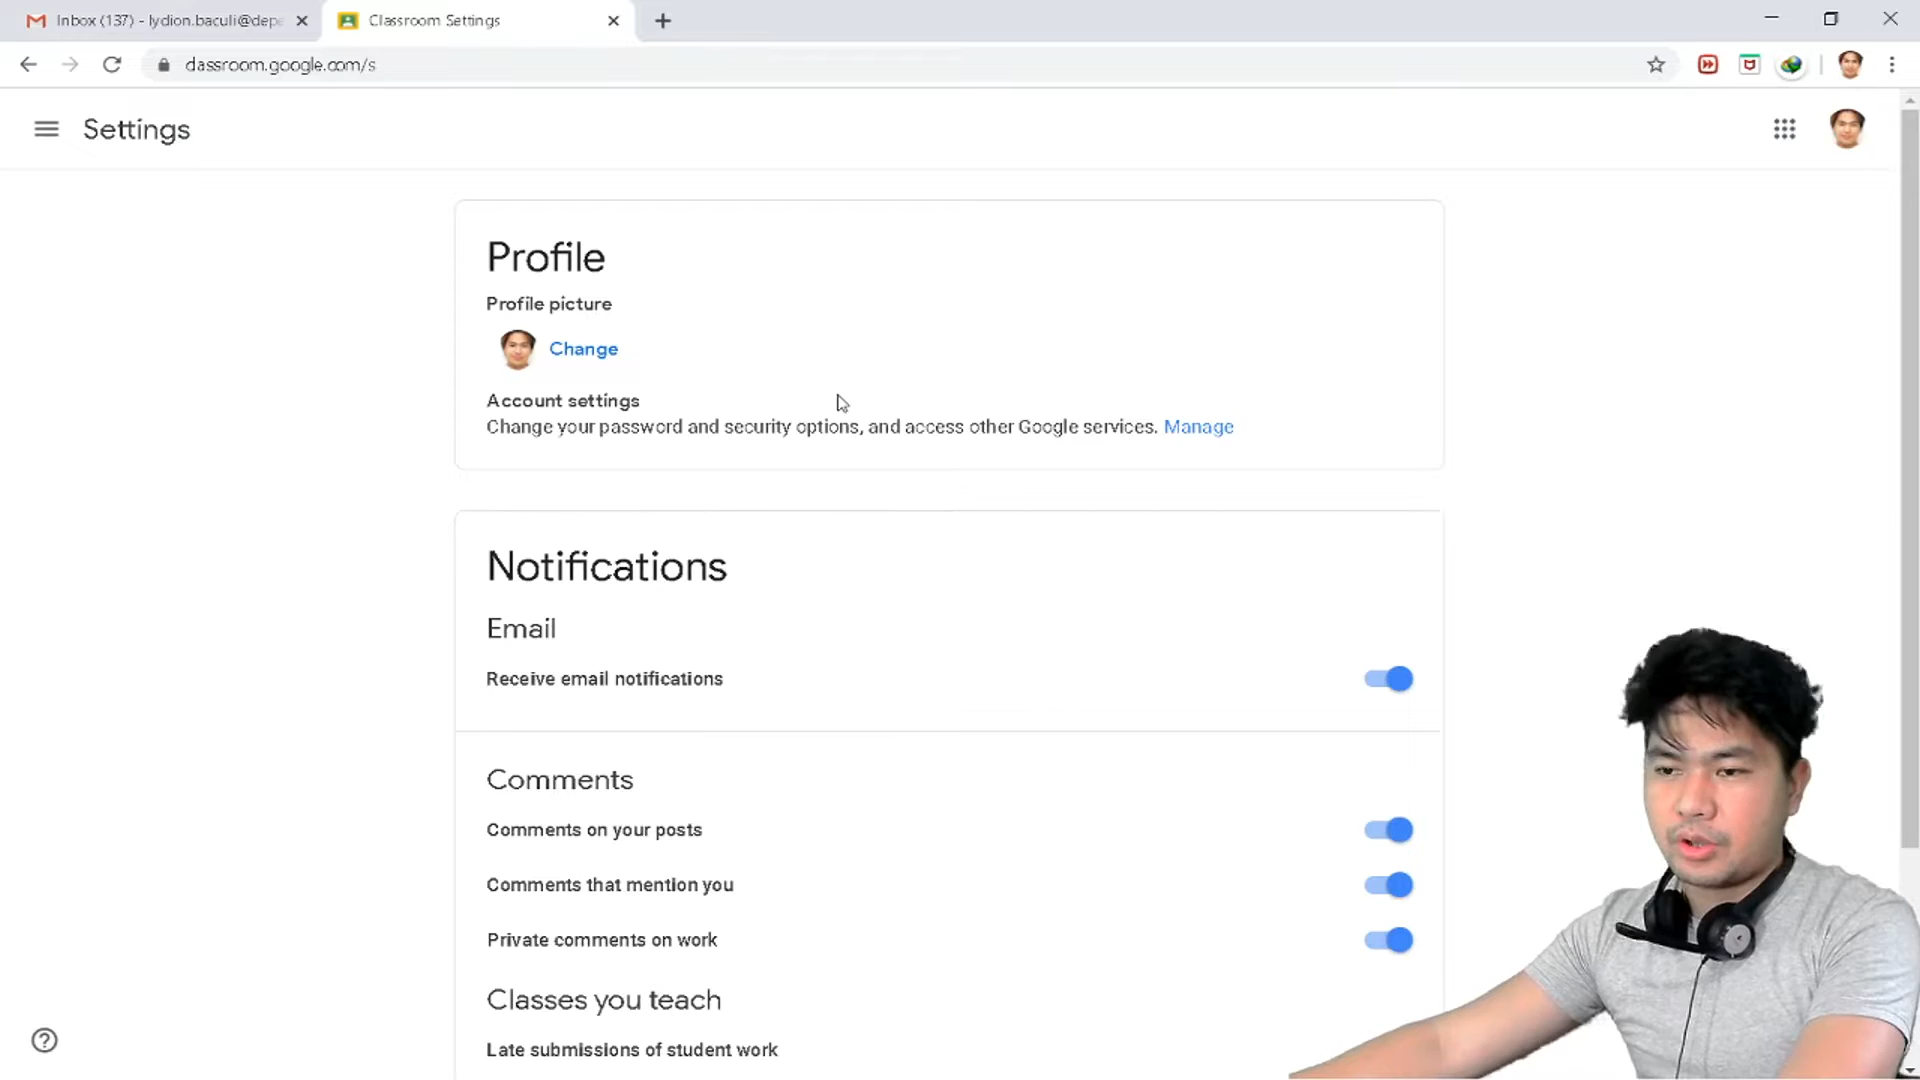 Inbox (137) - lydion.baculi@depe
Classroom Settings
classroom.google.com/s
Settings
Profile
Profile picture
Change
Account settings
Change your password and security options, and access other Google services. Manage
Notifications
Email
Receive email notifications
Comments
Comments on your posts
Comments that mention you
Private comments on work
Classes you teach
Late submissions of student work